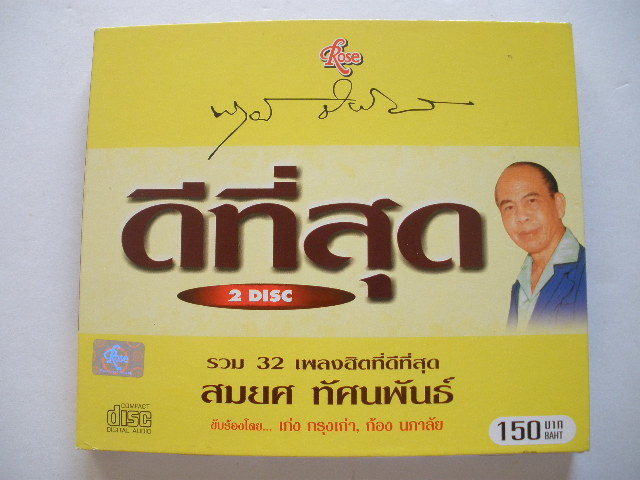 Rose
ดีที่สุด
2 DISC
รวม 32 เพลงฮิตที่ดีที่สุด
สมยศ ทัศนพันธ์
ขับร้องโดย... เก่ง กรุงเก่า, ก้อง นภาลัย
Rose
COMPACT
disc
DIGITAL AUDIO
150 บาท
BAHT